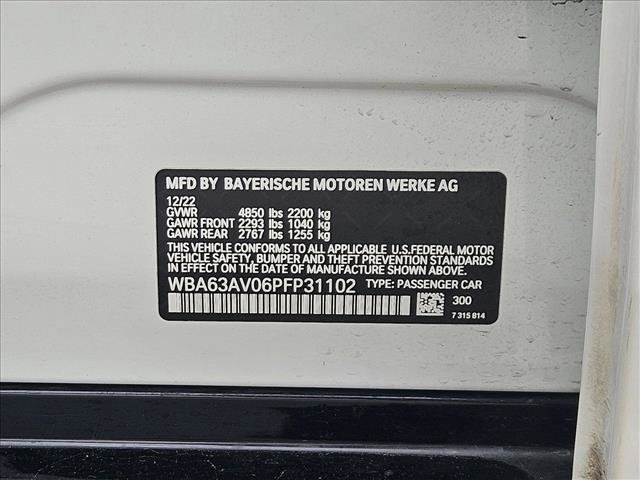 MFD BY BAYERISCHE MOTOREN WERKE AG
12/22
GVWR 4850 lbs 2200 kg
GAWR FRONT 2293 lbs 1040 kg
GAWR REAR 2767 lbs 1255 kg
THIS VEHICLE CONFORMS TO ALL APPLICABLE U.S.FEDERAL MOTOR
VEHICLE SAFETY, BUMPER AND THEFT PREVENTION STANDARDS
IN EFFECT ON THE DATE OF MANUFACTURE SHOWN ABOVE.
WBA63AV06PFP31102 TYPE: PASSENGER CAR
300
7 315 814